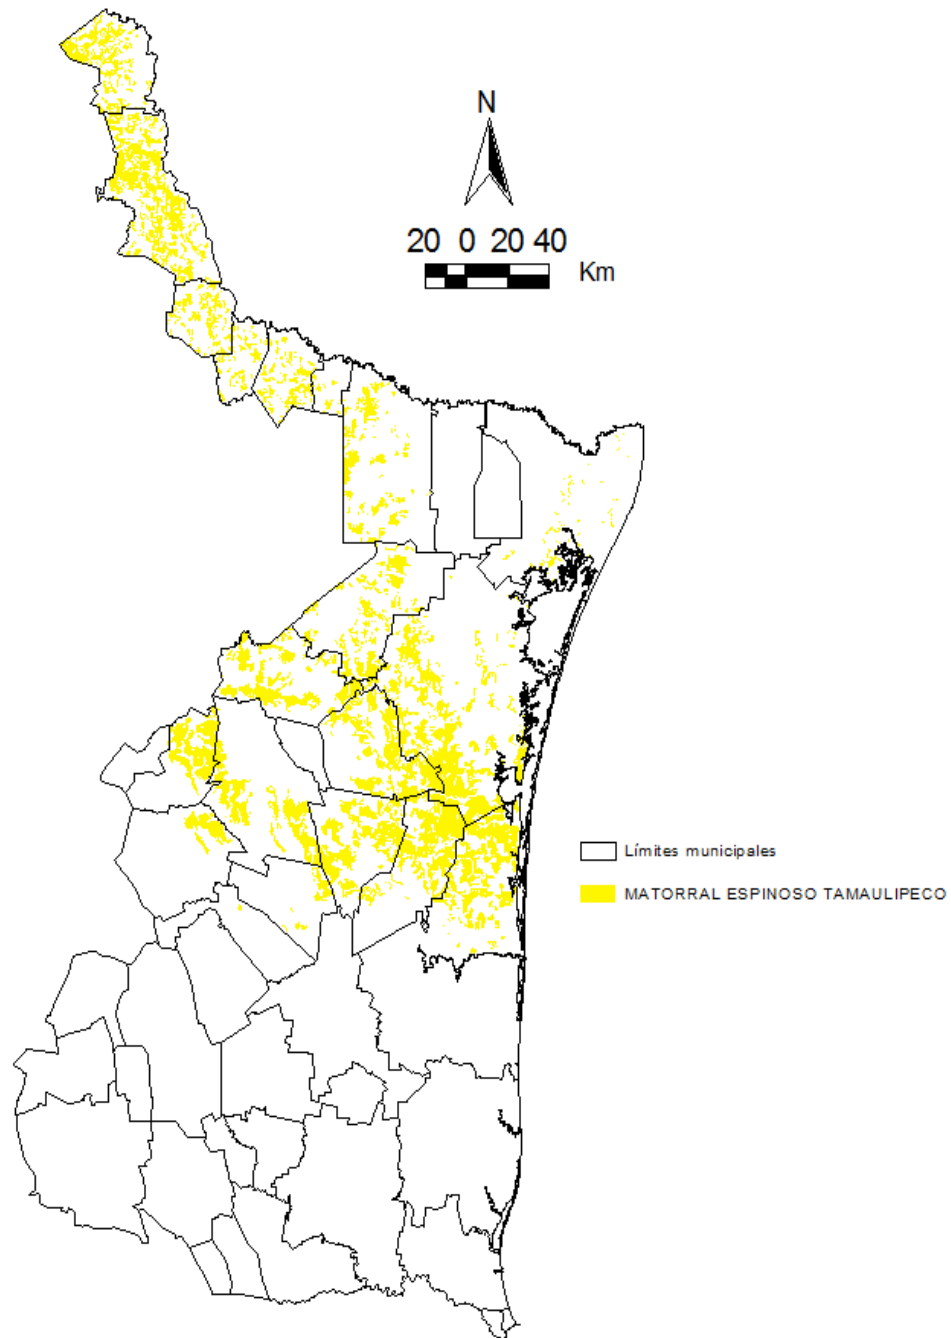 N
20 0 20 40
Km
Límites municipales
MATORRAL ESPINOSO TAMAULIPECO